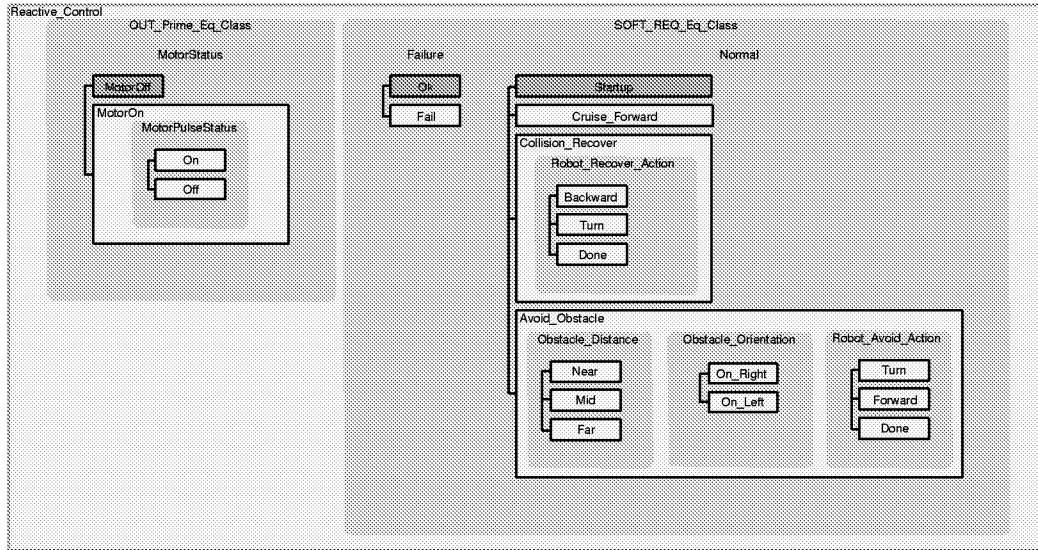 Reactive_Control
OUT_Prime_Eq_Class
MotorStatus
MotorOff
MotorOn
MotorPulseStatus
On
Off
SOFT_REQ_Eq_Class
Failure
Ok
Fail
Normal
Startup
Cruise_Forward
Collision_Recover
Robot_Recover_Action
Backward
Turn
Done
Avoid_Obstacle
Obstacle_Distance
Near
Mid
Far
Obstacle_Orientation
On_Right
On_Left
Robot_Avoid_Action
Turn
Forward
Done